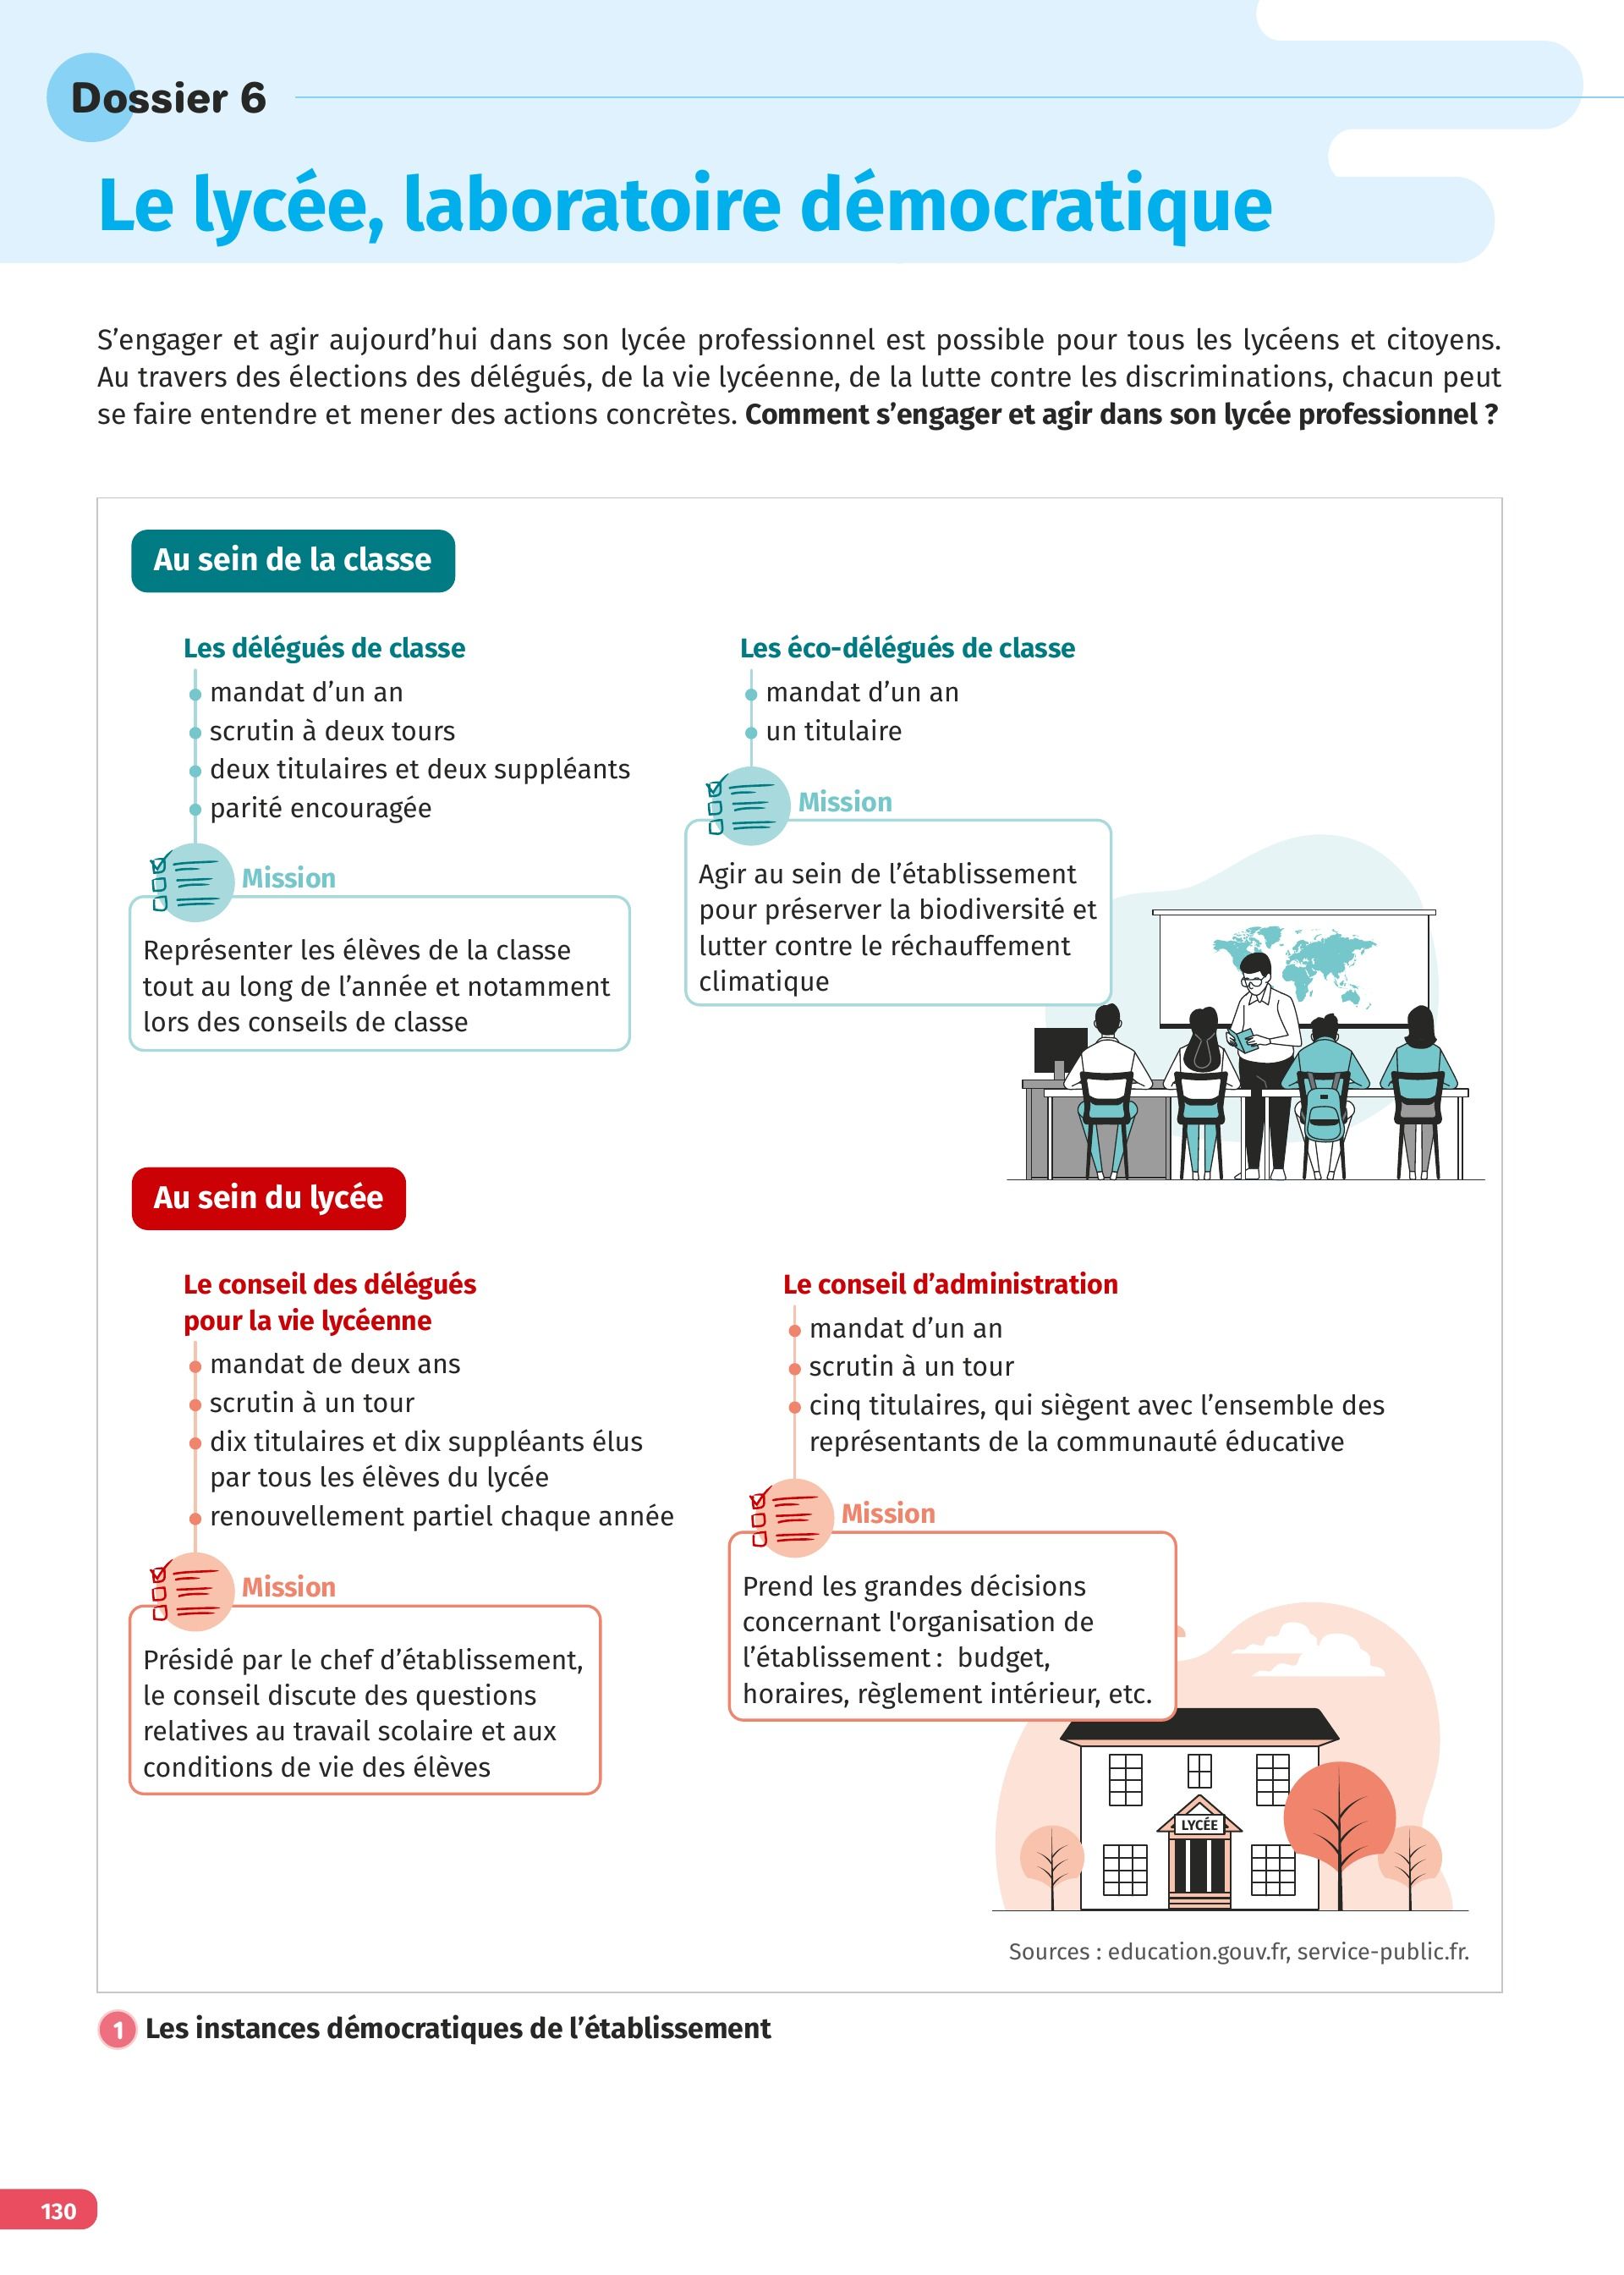 Dossier 6
Le lycée, laboratoire démocratique
S’engager et agir aujourd’hui dans son lycée professionnel est possible pour tous les lycéens et citoyens.
Au travers des élections des délégués, de la vie lycéenne, de la lutte contre les discriminations, chacun peut
se faire entendre et mener des actions concrètes. Comment s’engager et agir dans son lycée professionnel ?
Au sein de la classe
Les délégués de classe
mandat d’un an
scrutin à deux tours
deux titulaires et deux suppléants
parité encouragée
Mission
Représenter les élèves de la classe
tout au long de l’année et notamment
lors des conseils de classe
Les éco-délégués de classe
mandat d’un an
un titulaire
Mission
Agir au sein de l’établissement
pour préserver la biodiversité et
lutter contre le réchauffement
climatique
Au sein du lycée
Le conseil des délégués
pour la vie lycéenne
mandat de deux ans
scrutin à un tour
dix titulaires et dix suppléants élus
par tous les élèves du lycée
renouvellement partiel chaque année
Mission
Présidé par le chef d’établissement,
le conseil discute des questions
relatives au travail scolaire et aux
conditions de vie des élèves
Le conseil d’administration
mandat d’un an
scrutin à un tour
cinq titulaires, qui siègent avec l’ensemble des
représentants de la communauté éducative
Mission
Prend les grandes décisions
concernant l'organisation de
l’établissement : budget,
horaires, règlement intérieur, etc.
LYCÉE
Sources : education.gouv.fr, service-public.fr.
1 Les instances démocratiques de l’établissement
130